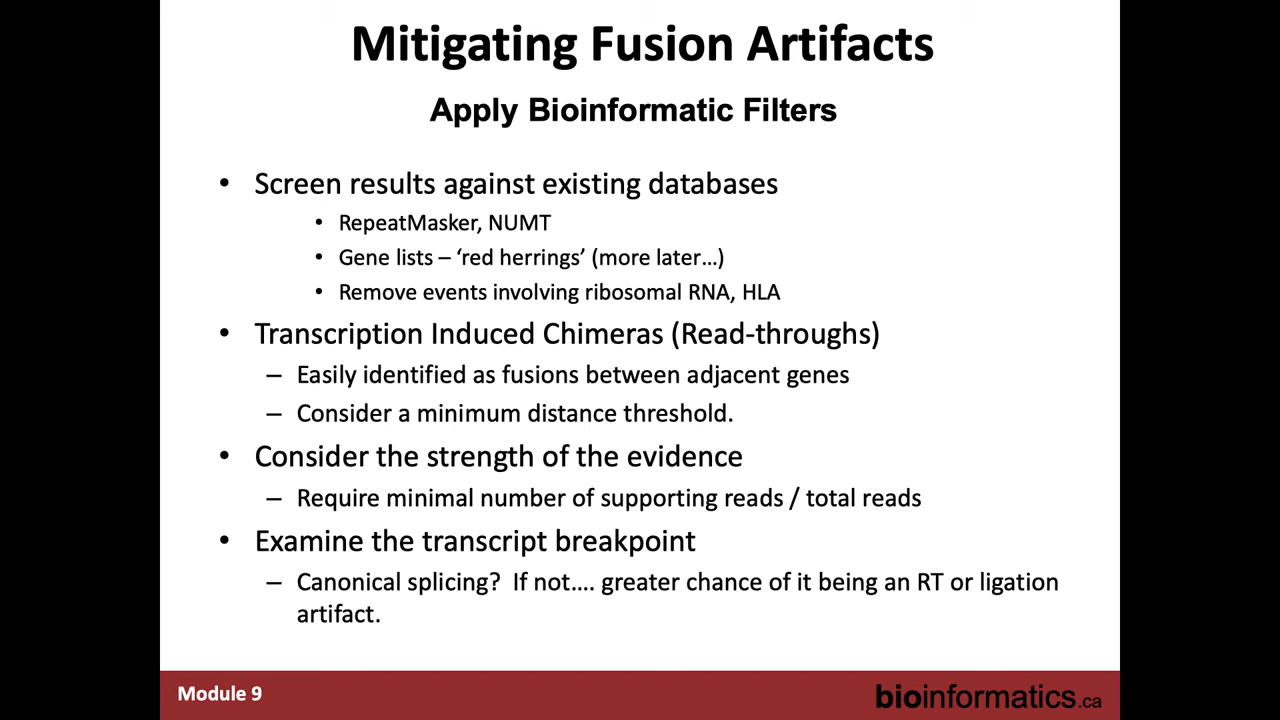 Mitigating Fusion Artifacts
Apply Bioinformatic Filters
• Screen results against existing databases
• RepeatMasker, NUMT
• Gene lists – ‘red herrings’ (more later…)
• Remove events involving ribosomal RNA, HLA
• Transcription Induced Chimeras (Read-throughs)
– Easily identified as fusions between adjacent genes
– Consider a minimum distance threshold.
• Consider the strength of the evidence
– Require minimal number of supporting reads / total reads
• Examine the transcript breakpoint
– Canonical splicing?  If not…. greater chance of it being an RT or ligation
artifact.
Module 9
bioinformatics.ca